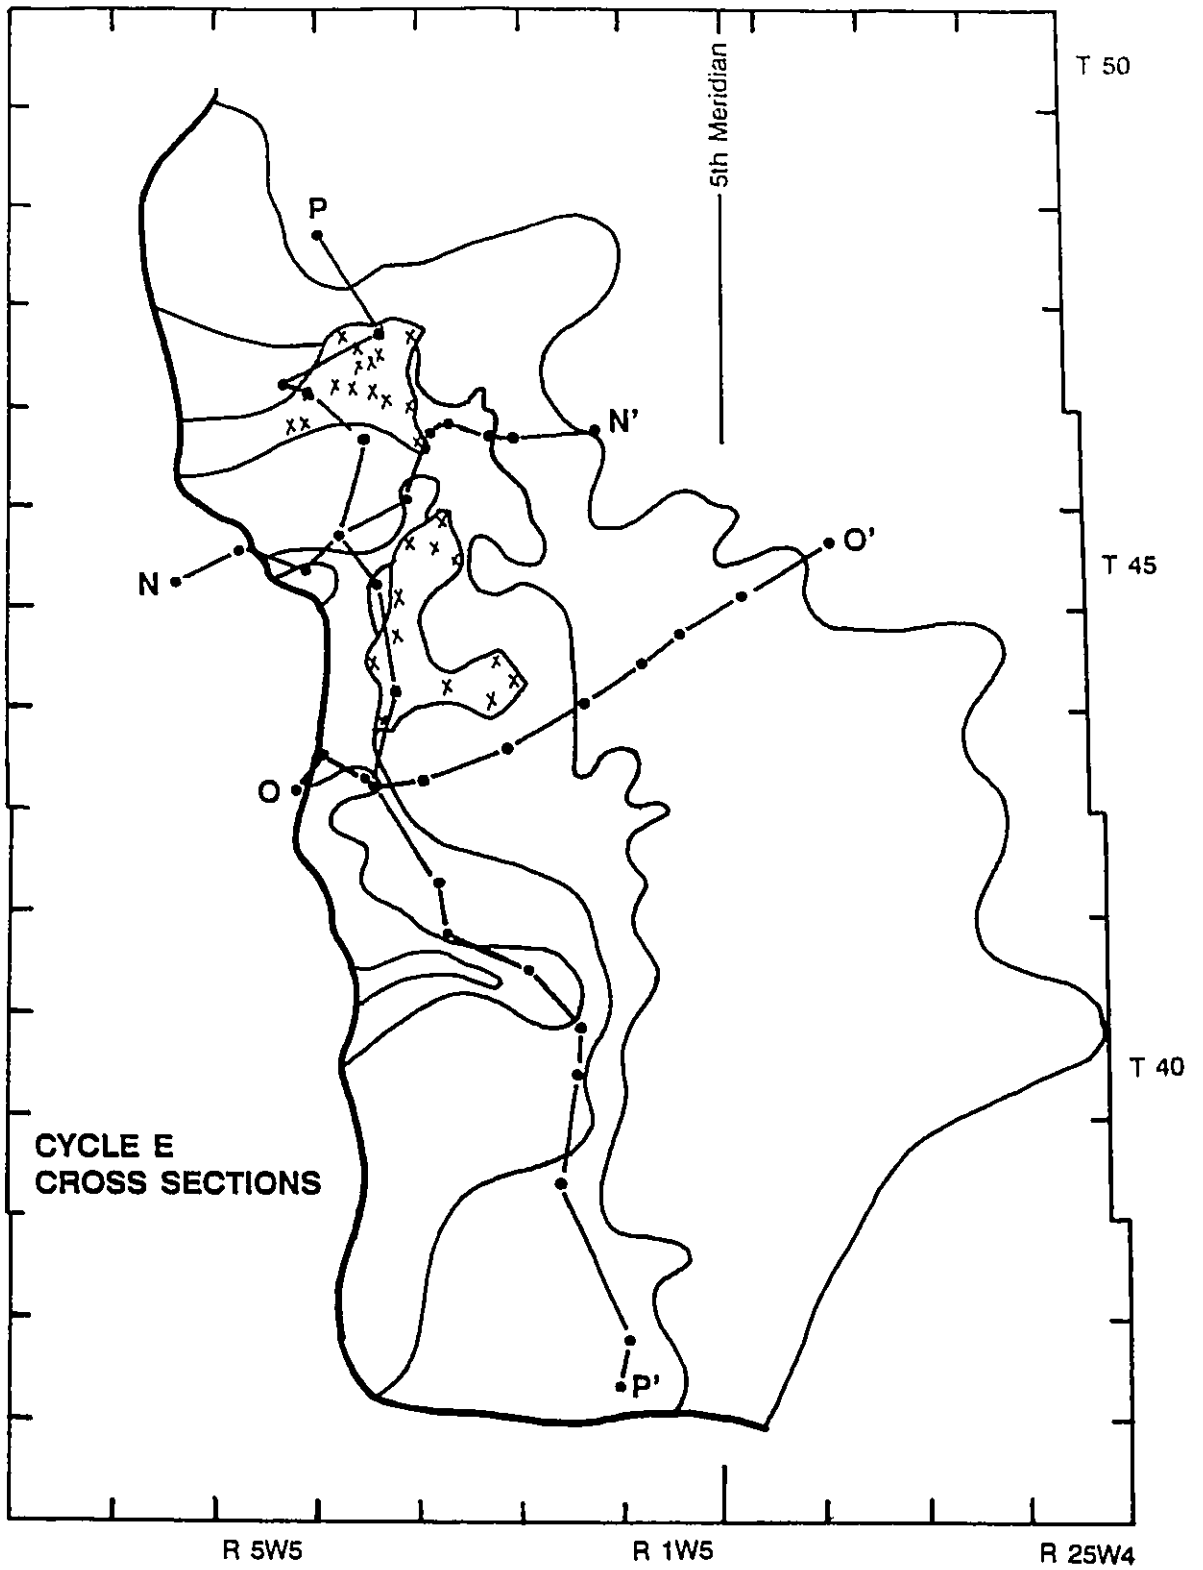 T 50
5th Meridian
P
N'
O'
T 45
N
O
T 40
CYCLE E
CROSS SECTIONS
P'
R 5W5
R 1W5
R 25W4